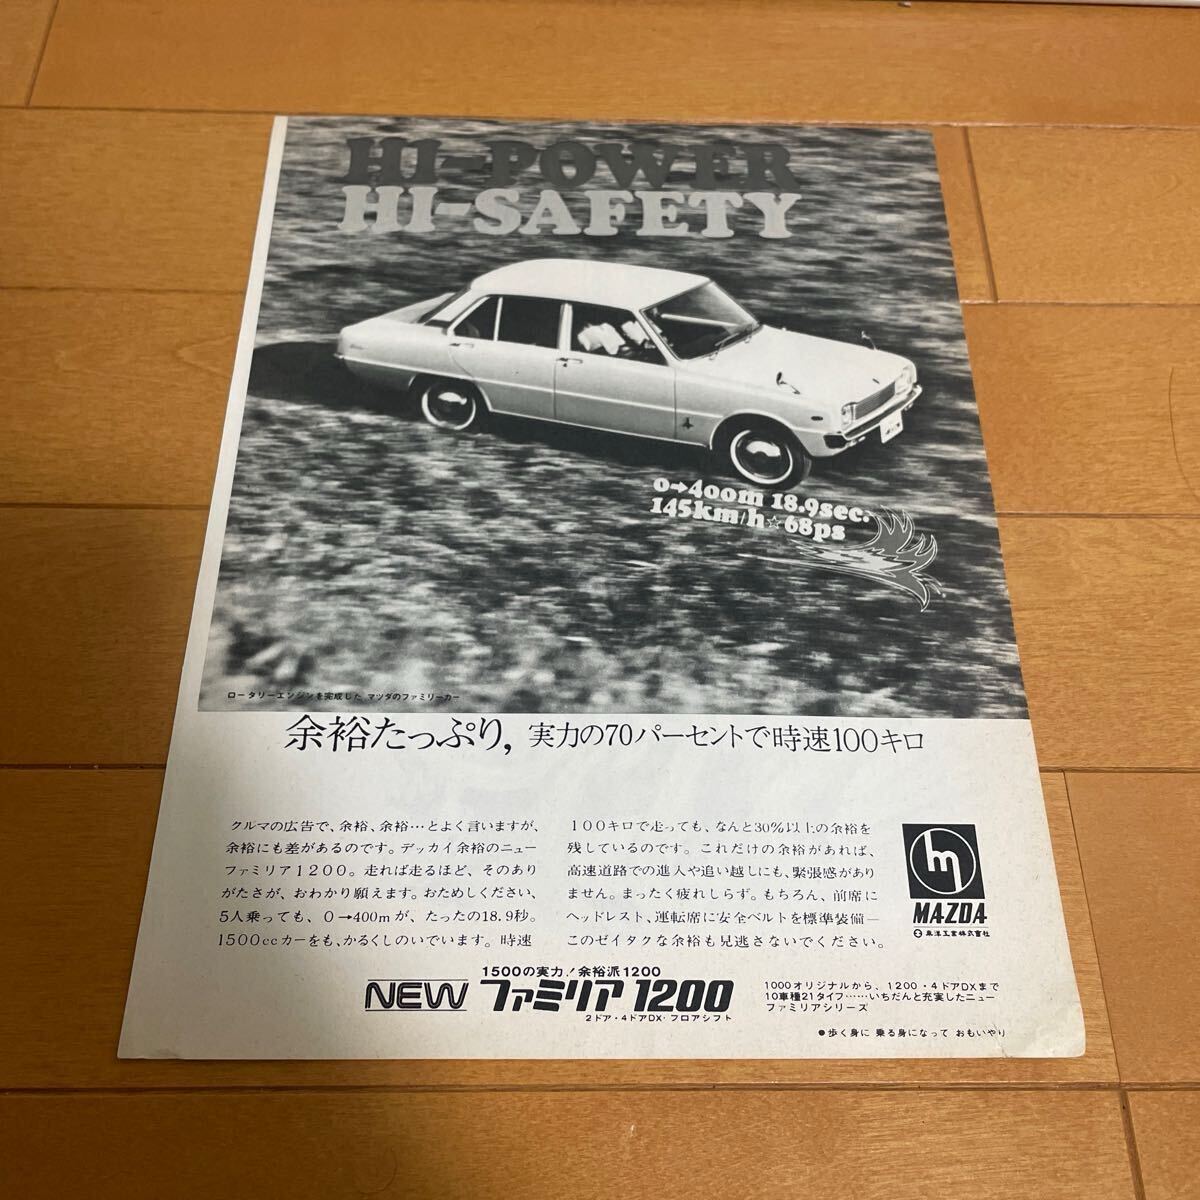 HI-POWER
HI-SAFETY
0→400m 18.9sec.
145km/h☆68ps
ロータリーエンジンを完成した マツダのファミリーカー
余裕たっぷり, 実力の70パーセントで時速100キロ
クルマの広告で、余裕、余裕…とよく言いますが、
余裕にも差があるのです。デッカイ余裕のニュー
ファミリア1200。走れば走るほど、そのあり
がたさが、おわかり願えます。おためしください、
5人乗っても、0→400mが、たったの18.9秒。
1500ccカーをも、かるくしのいでいます。時速
100キロで走っても、なんと30%以上の余裕を
残しているのです。これだけの余裕があれば、
高速道路での進入や追い越しにも、緊張感があり
ません。まったく疲れしらず。もちろん、前席に
ヘッドレスト、運転席に安全ベルトを標準装備—
このゼイタクな余裕も見逃さないでください。
m
MAZDA
東洋工業株式會社
1500の実力!余裕派1200
NEW ファミリア 1200
2ドア・4ドアDX・フロアシフト
1000オリジナルから、1200・4ドアDXまで
10車種21タイプ……いちだんと充実したニュー
ファミリアシリーズ
●歩く身に 乗る身になって おもいやり